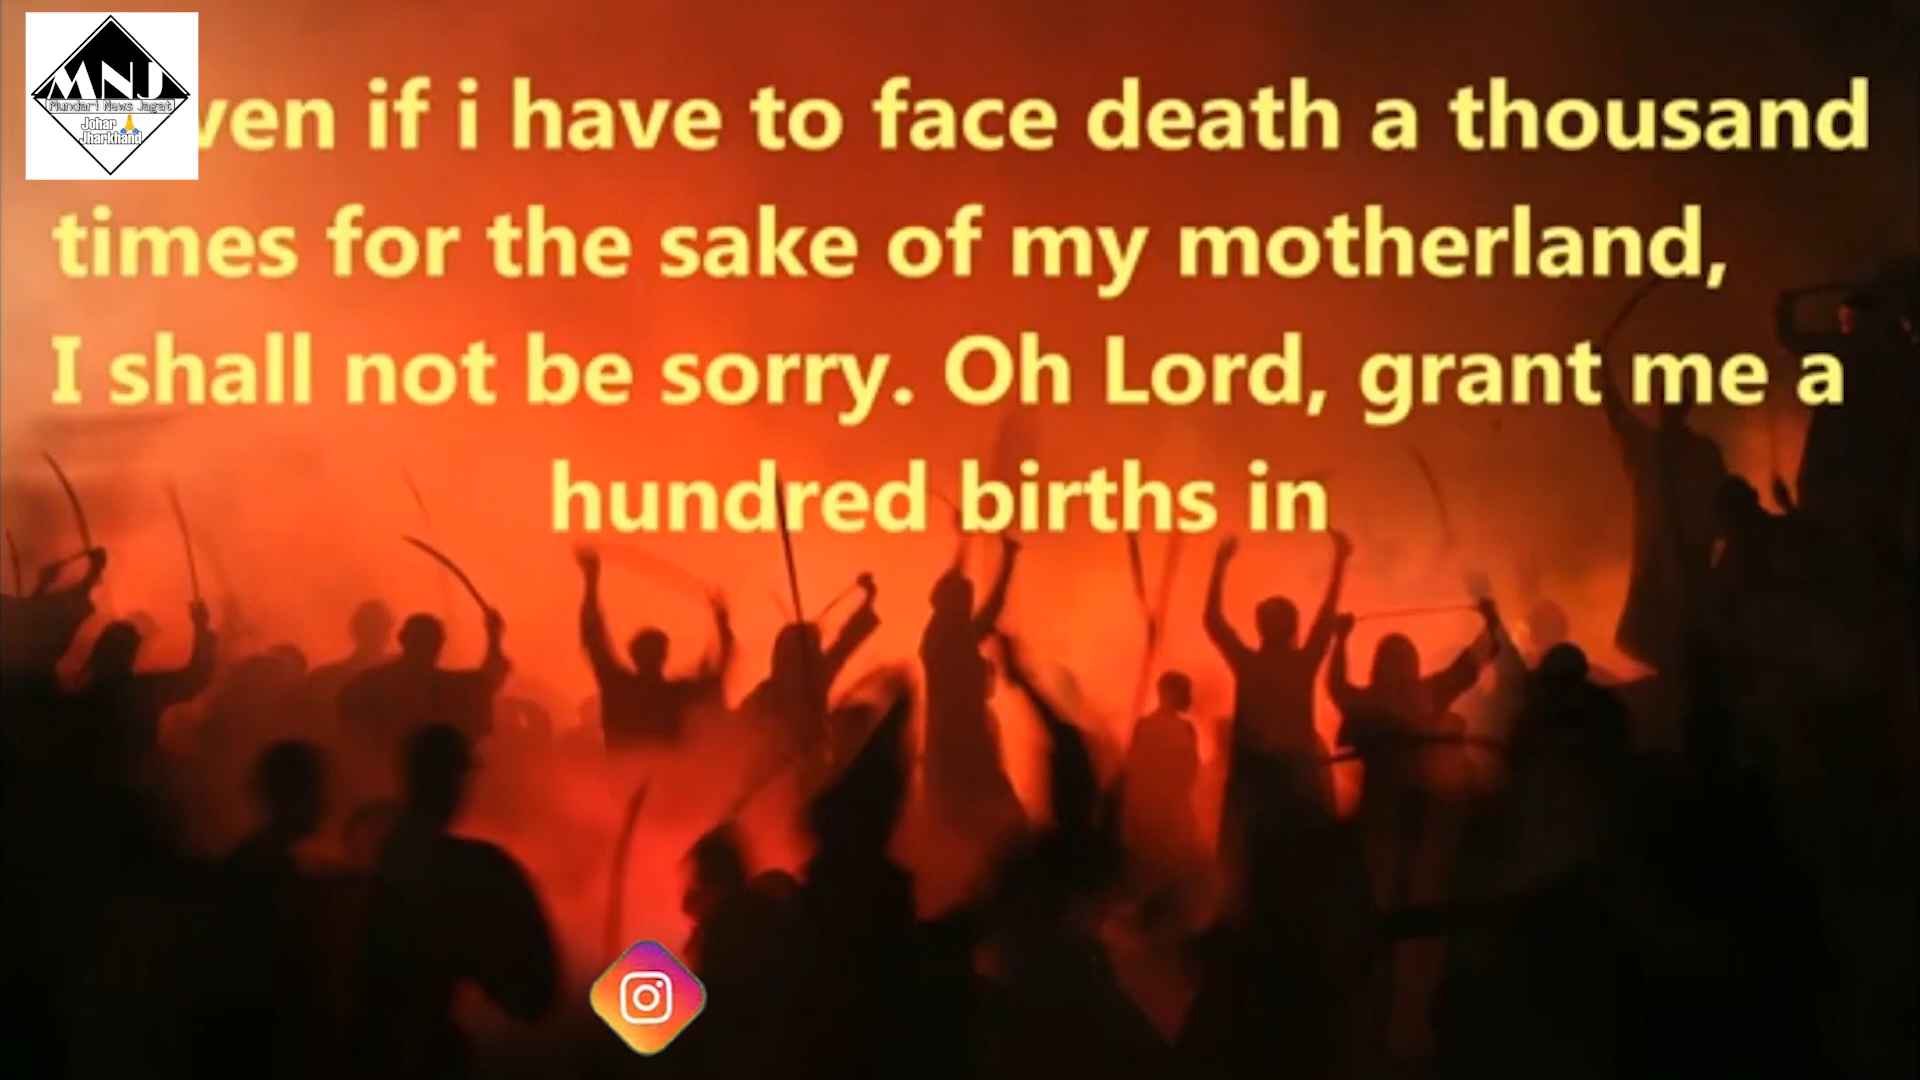 MNJ
Mundari News Jagat
Johar
Jharkhand
ven if i have to face death a thousand
times for the sake of my motherland,
I shall not be sorry. Oh Lord, grant me a
hundred births in